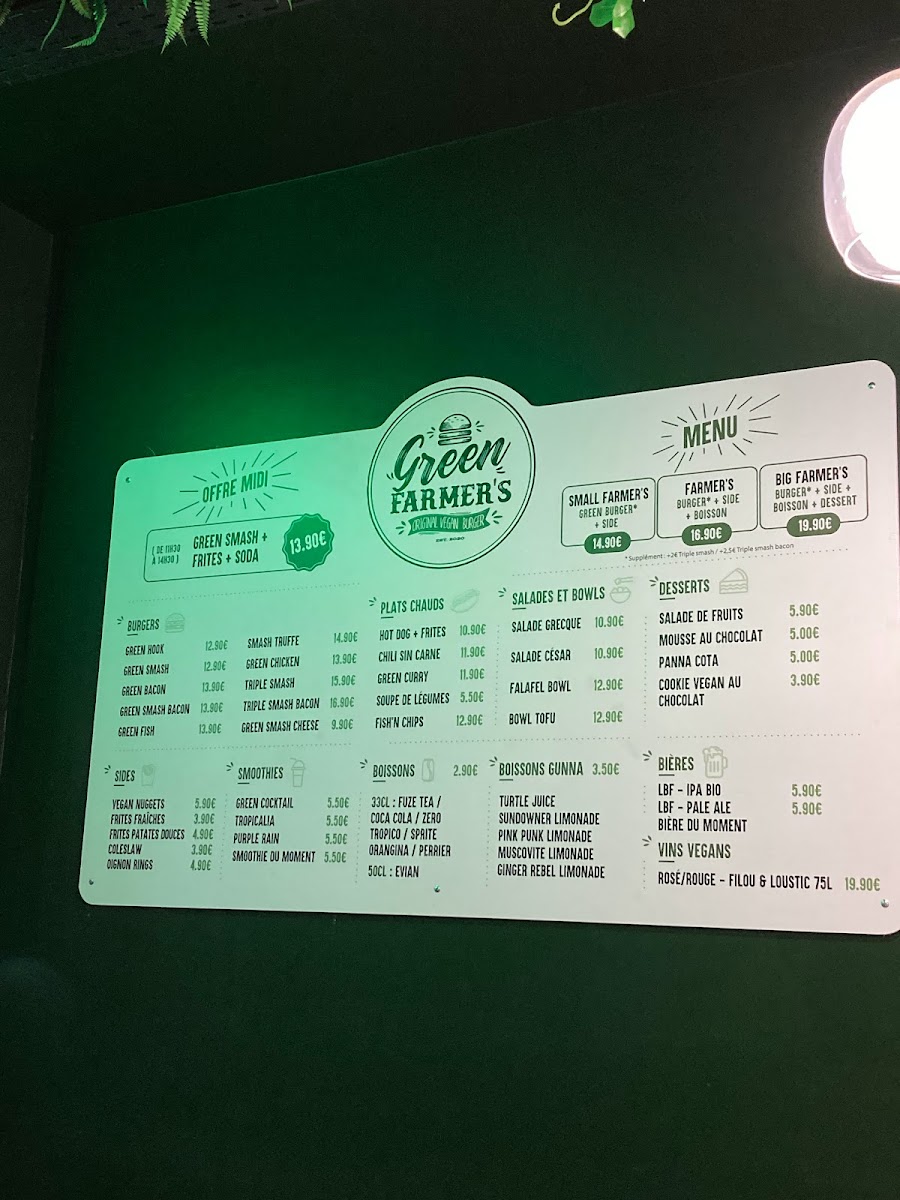 Green
FARMER'S
ORIGINAL VEGAN BURGER
EST. 2020
OFFRE MIDI
( DE 11H30
À 14H30 )
GREEN SMASH +
FRITES + SODA
13.90€
MENU
SMALL FARMER'S
GREEN BURGER*
+ SIDE
14.90€
FARMER'S
BURGER* + SIDE
+ BOISSON
16.90€
BIG FARMER'S
BURGER* + SIDE +
BOISSON + DESSERT
19.90€
* Supplément : +2€ Triple smash / +2,5€ Triple smash bacon
BURGERS
GREEN HOOK 12.90€
GREEN SMASH 12.90€
GREEN BACON 13.90€
GREEN SMASH BACON 13.90€
GREEN FISH 13.90€
SMASH TRUFFE 14.90€
GREEN CHICKEN 13.90€
TRIPLE SMASH 15.90€
TRIPLE SMASH BACON 16.90€
GREEN SMASH CHEESE 9.90€
PLATS CHAUDS
HOT DOG + FRITES 10.90€
CHILI SIN CARNE 11.90€
GREEN CURRY 11.90€
SOUPE DE LÉGUMES 5.50€
FISH'N CHIPS 12.90€
SALADES ET BOWLS
SALADE GRECQUE 10.90€
SALADE CÉSAR 10.90€
FALAFEL BOWL 12.90€
BOWL TOFU 12.90€
DESSERTS
SALADE DE FRUITS 5.90€
MOUSSE AU CHOCOLAT 5.00€
PANNA COTA 5.00€
COOKIE VEGAN AU 3.90€
CHOCOLAT
SIDES
VEGAN NUGGETS 5.90€
FRITES FRAÎCHES 3.90€
FRITES PATATES DOUCES 4.90€
COLESLAW 3.90€
OIGNON RINGS 4.90€
SMOOTHIES
GREEN COCKTAIL 5.50€
TROPICALIA 5.50€
PURPLE RAIN 5.50€
SMOOTHIE DU MOMENT 5.50€
BOISSONS 2.90€
33CL : FUZE TEA /
COCA COLA / ZERO
TROPICO / SPRITE
ORANGINA / PERRIER
50CL : EVIAN
BOISSONS GUNNA 3.50€
TURTLE JUICE
SUNDOWNER LIMONADE
PINK PUNK LIMONADE
MUSCOVITE LIMONADE
GINGER REBEL LIMONADE
BIÈRES
LBF - IPA BIO 5.90€
LBF - PALE ALE 5.90€
BIÈRE DU MOMENT
VINS VEGANS
ROSÉ/ROUGE - FILOU & LOUSTIC 75L 19.90€